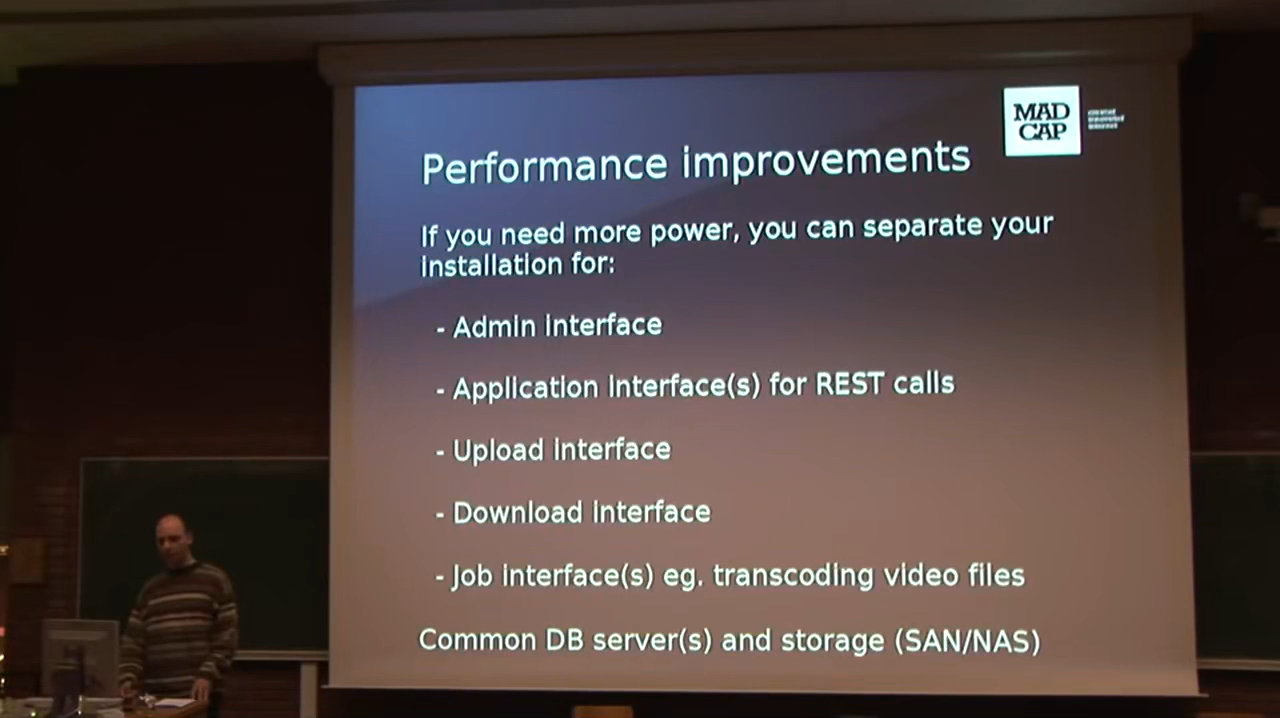 MAD
CAP
Performance improvements
If you need more power, you can separate your
installation for:
- Admin interface
- Application interface(s) for REST calls
- Upload interface
- Download interface
- Job interface(s) eg. transcoding video files
Common DB server(s) and storage (SAN/NAS)